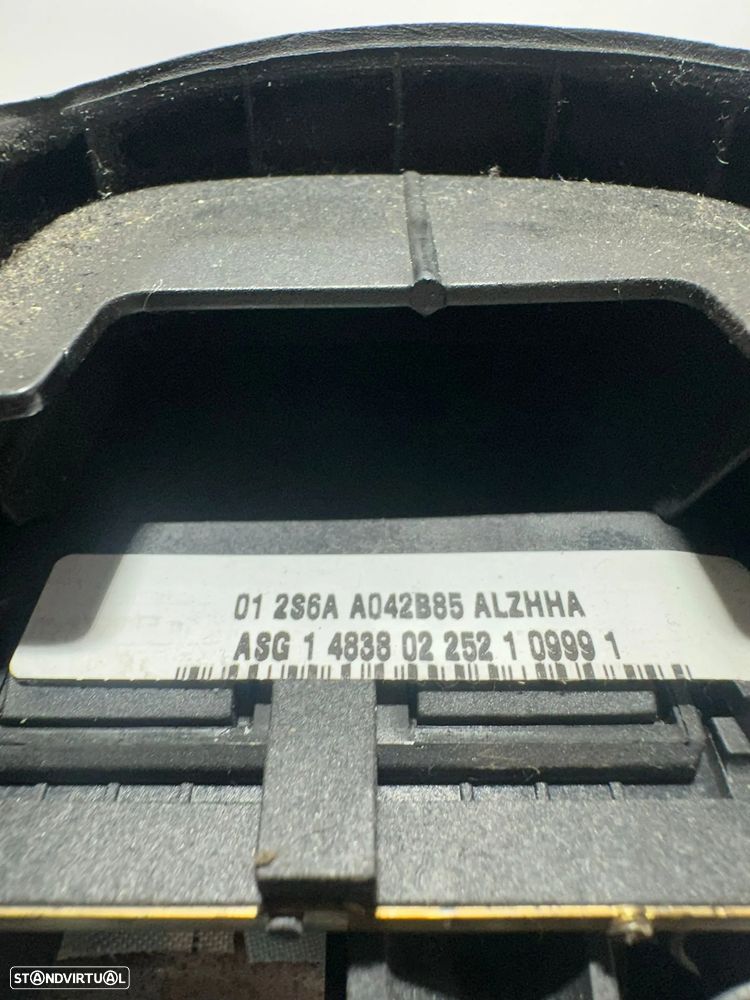 01 2S6A A042B85 ALZHHA
ASG 1 4838 02 252 1 0999 1
STANDVIRTUAL